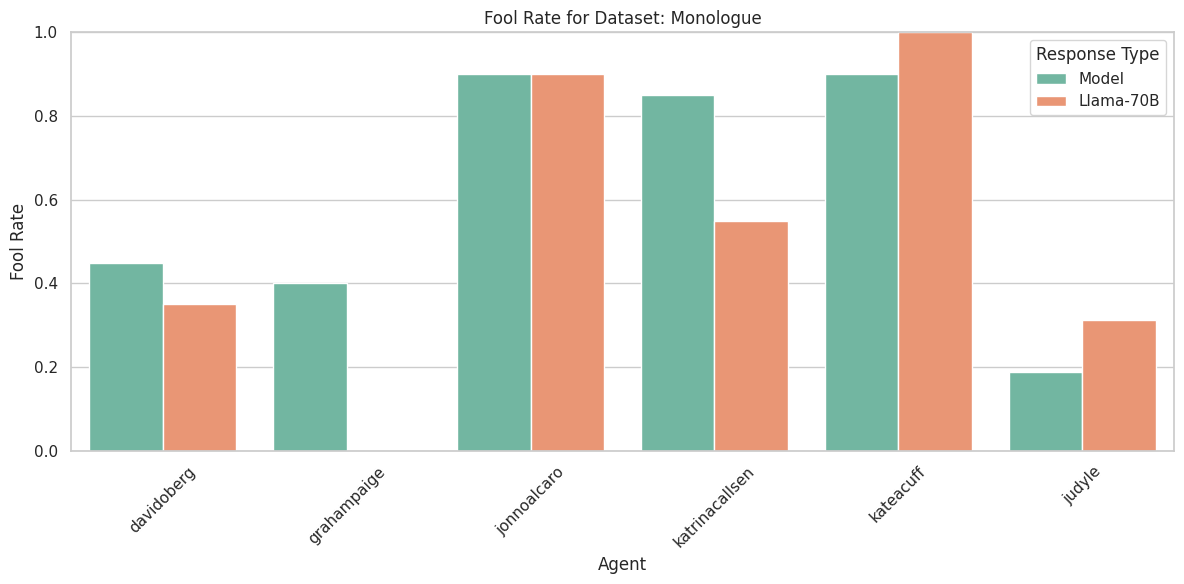 Fool Rate for Dataset: Monologue
1.0
0.8
0.6
0.4
0.2
0.0
Fool Rate
Response Type
Model
Llama-70B
davidoberg
grahampaige
jonnoalcaro
katrinacallsen
kateacuff
judyle
Agent